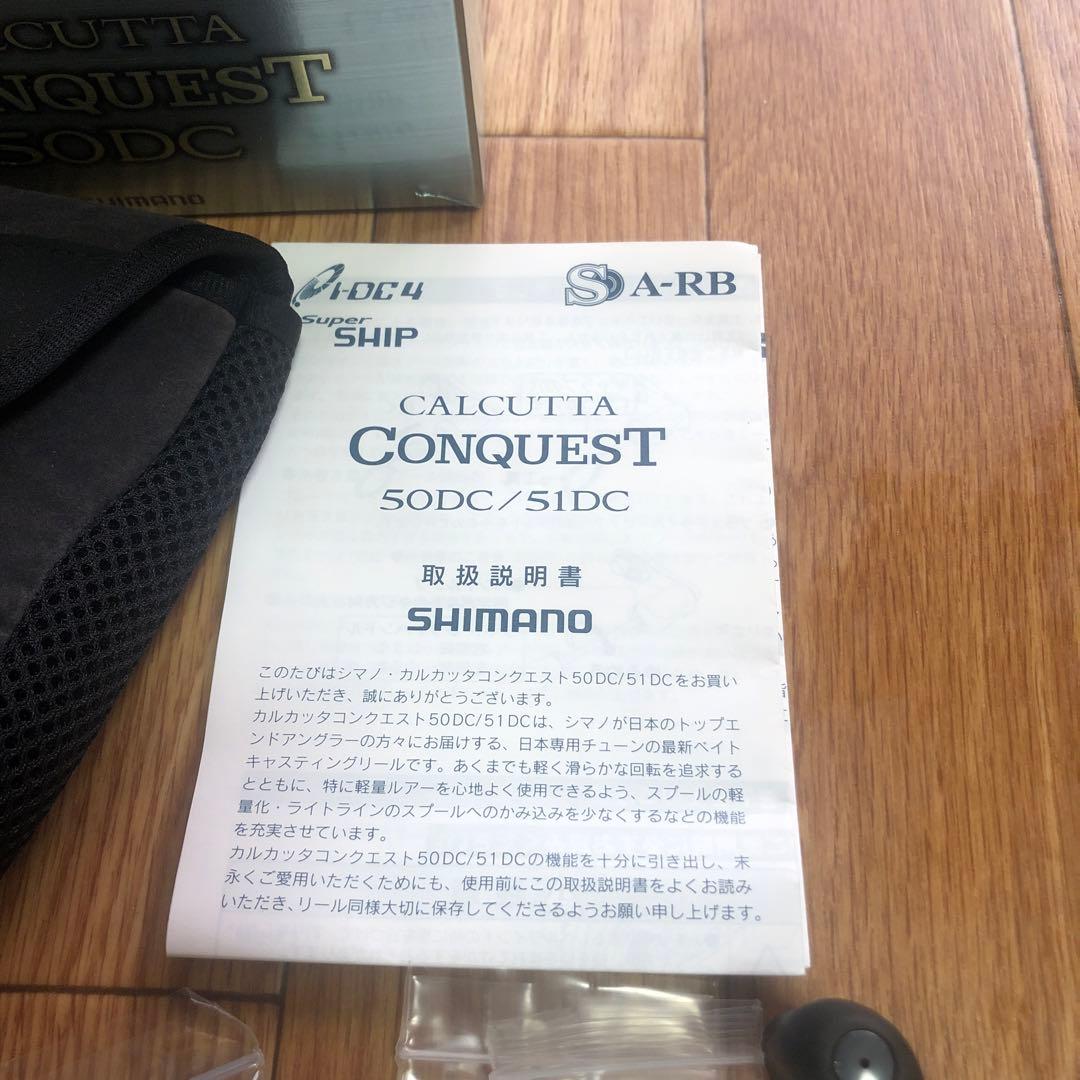 CALCUTTA
CONQUEST
50DC
SHIMANO
I-DC4
A-RB
Super
SHIP
CALCUTTA
CONQUEST
50DC/51DC
取扱説明書
SHIMANO
このたびはシマノ・カルカッタコンクエスト50DC/51DCをお買い
上げいただき、誠にありがとうございます。
カルカッタコンクエスト50DC/51DCは、シマノが日本のトップエ
ンドアングラーの方々にお届けする、日本専用チューンの最新ベイト
キャスティングリールです。あくまでも軽く滑らかな回転を追求する
とともに、特に軽量ルアーを心地よく使用できるよう、スプールの軽
量化・ライトラインのスプールへのかみ込みを少なくするなどの機能
を充実させています。
カルカッタコンクエスト50DC/51DCの機能を十分に引き出し、末
永くご愛用いただくためにも、使用前にこの取扱説明書をよくお読み
いただき、リール同様大切に保存してくださるようお願い申し上げます。